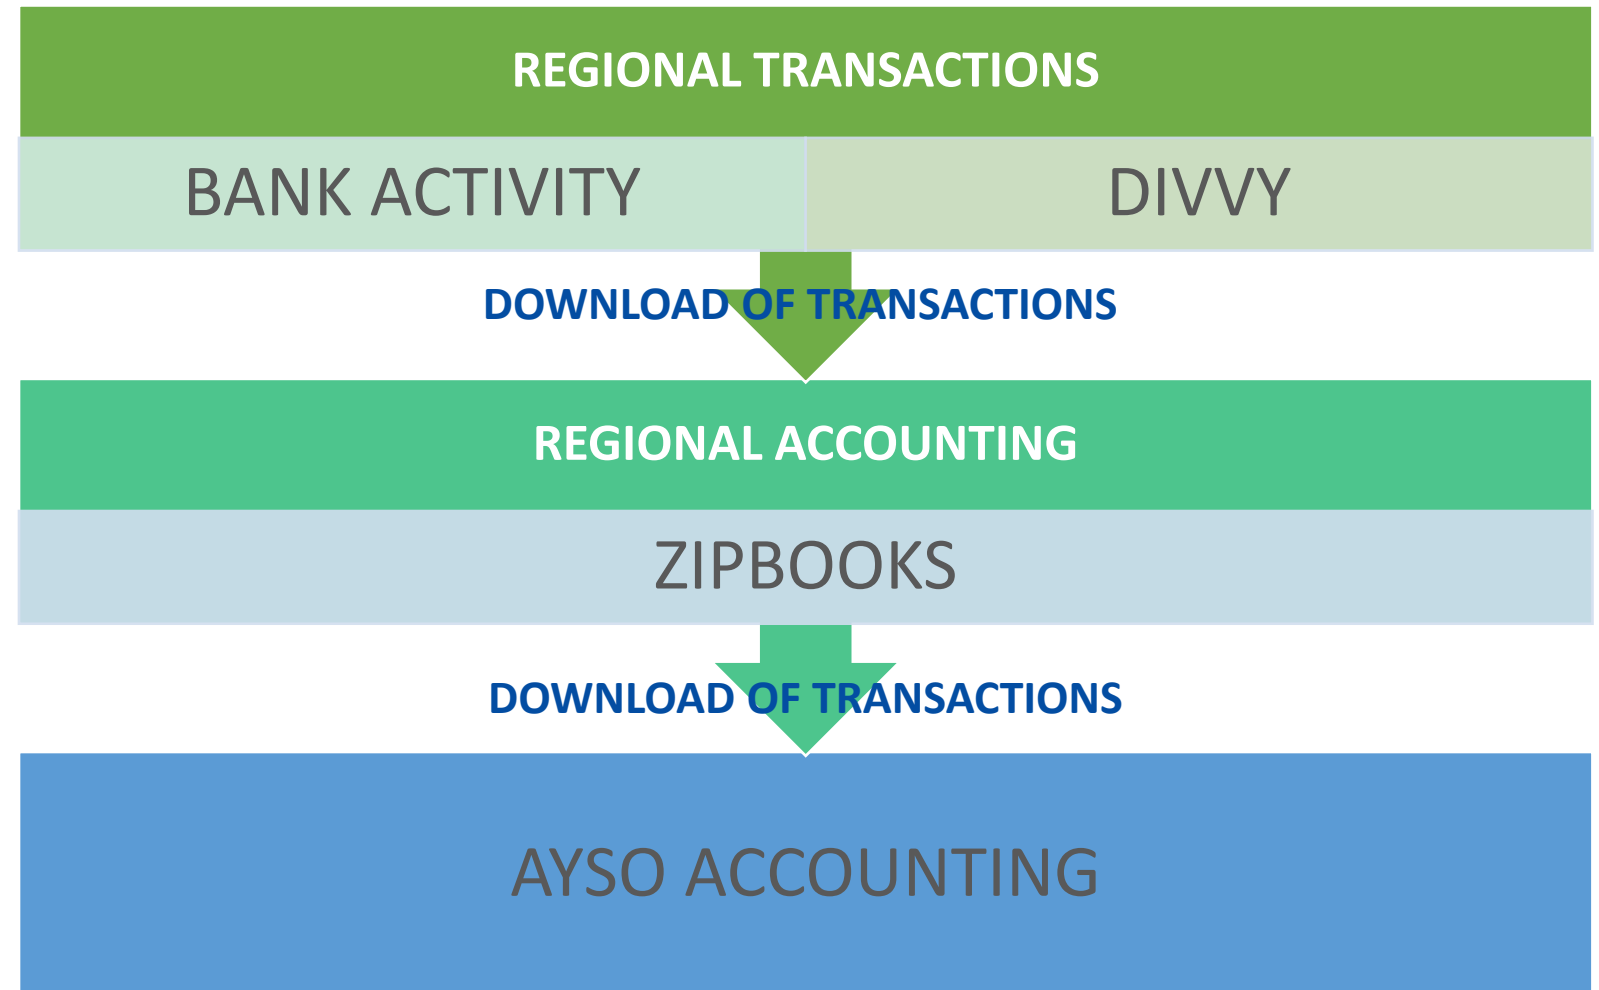 REGIONAL TRANSACTIONS
BANK ACTIVITY
DIVVY
DOWNLOAD OF TRANSACTIONS
REGIONAL ACCOUNTING
ZIPBOOKS
DOWNLOAD OF TRANSACTIONS
AYSO ACCOUNTING